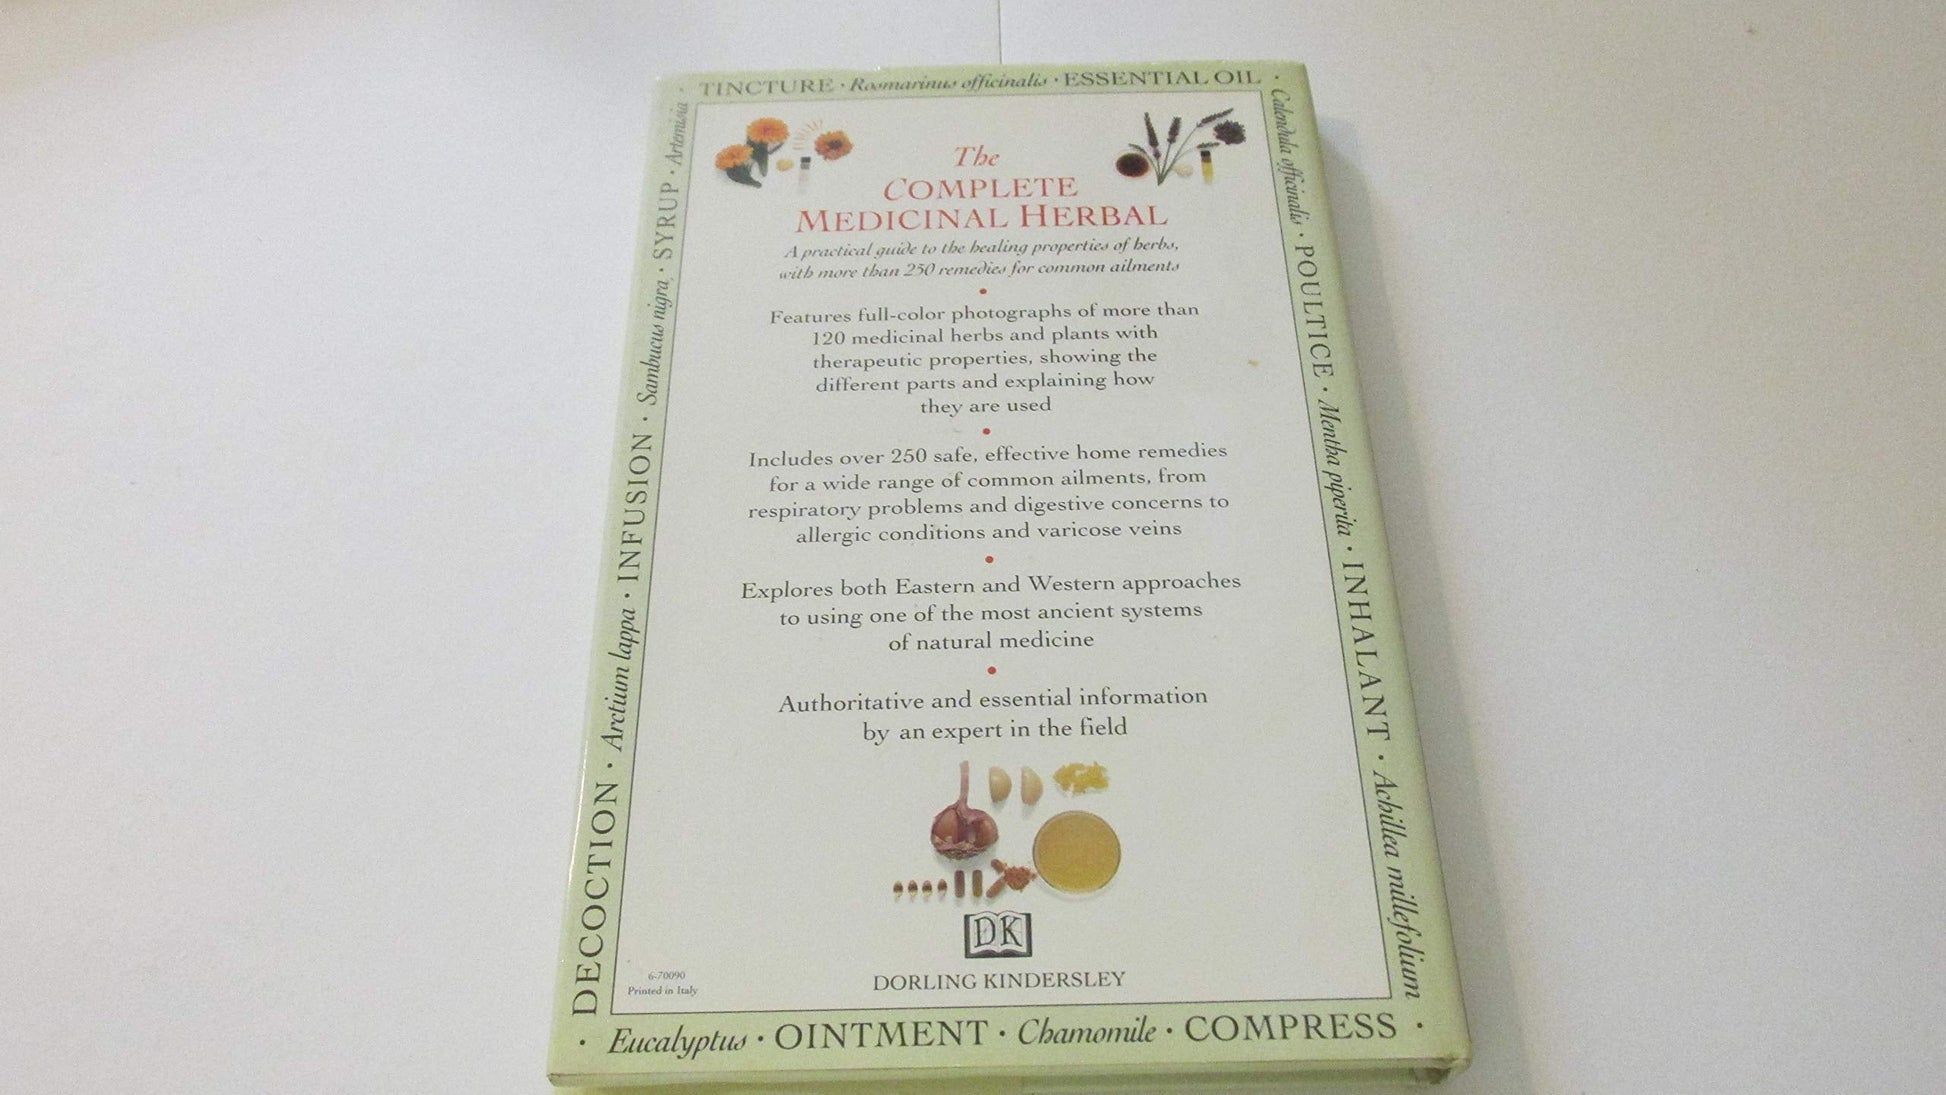 TINCTURE · Rosmarinus officinalis · ESSENTIAL OIL ·
Calendula officinalis · POULTICE · Mentha piperita · INHALANT · Achillea millefolium
DECOCTION · Arctium lappa · INFUSION · Sambucus nigra · SYRUP · Artemisia ·
The
COMPLETE
MEDICINAL HERBAL
A practical guide to the healing properties of herbs,
with more than 250 remedies for common ailments
•
Features full-color photographs of more than
120 medicinal herbs and plants with
therapeutic properties, showing the
different parts and explaining how
they are used
•
Includes over 250 safe, effective home remedies
for a wide range of common ailments, from
respiratory problems and digestive concerns to
allergic conditions and varicose veins
•
Explores both Eastern and Western approaches
to using one of the most ancient systems
of natural medicine
•
Authoritative and essential information
by an expert in the field
DK
DORLING KINDERSLEY
6-70090
Printed in Italy
· Eucalyptus · OINTMENT · Chamomile · COMPRESS ·